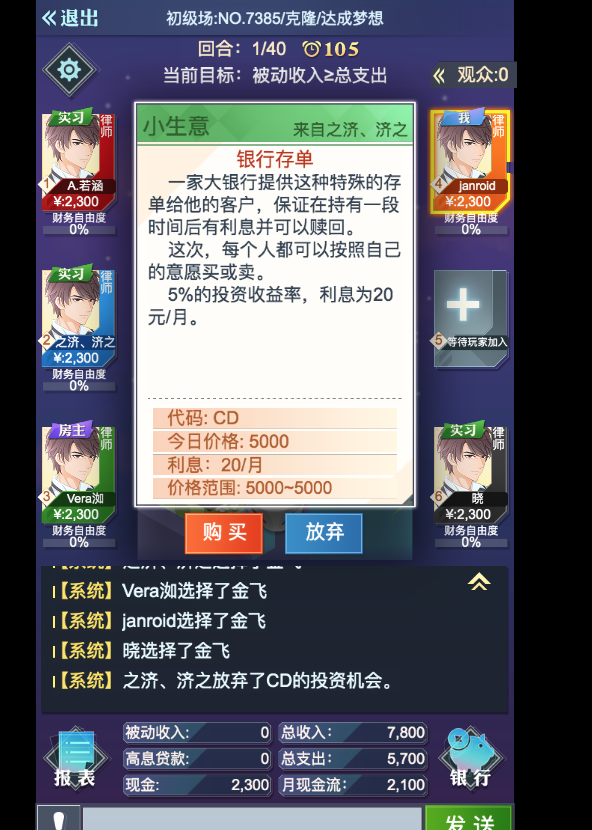 退出
初级场:NO.7385/克隆/达成梦想
回合：1/40 105
当前目标：被动收入≥总支出
观众:0
实习
律师
1 A.若涵
¥:2,300
财务自由度
0%
实习
律师
2 之济、济之
¥:2,300
财务自由度
0%
房主
律师
3 Vera洳
¥:2,300
财务自由度
0%
小生意
来自之济、济之
银行存单
一家大银行提供这种特殊的存
单给他的客户，保证在持有一段
时间后有利息并可以赎回。
这次，每个人都可以按照自己
的意愿买或卖。
5%的投资收益率，利息为20
元/月。
代码: CD
今日价格: 5000
利息：20/月
价格范围: 5000~5000
购买
放弃
我
律师
4 janroid
¥:2,300
财务自由度
0%
5 等待玩家加入
实习
律师
6 晓
¥:2,300
财务自由度
0%
【系统】Vera洳选择了金飞
【系统】janroid选择了金飞
【系统】晓选择了金飞
【系统】之济、济之放弃了CD的投资机会。
报表
被动收入: 0
总收入: 7,800
高息贷款: 0
总支出: 5,700
现金: 2,300
月现金流: 2,100
银行
发送